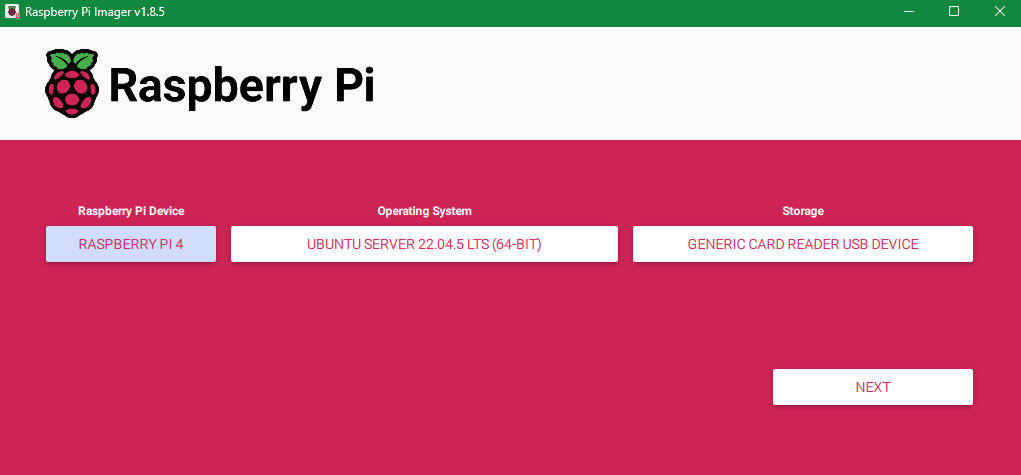 Raspberry Pi Imager v1.8.5
Raspberry Pi
Raspberry Pi Device
Operating System
Storage
RASPBERRY PI 4
UBUNTU SERVER 22.04.5 LTS (64-BIT)
GENERIC CARD READER USB DEVICE
NEXT